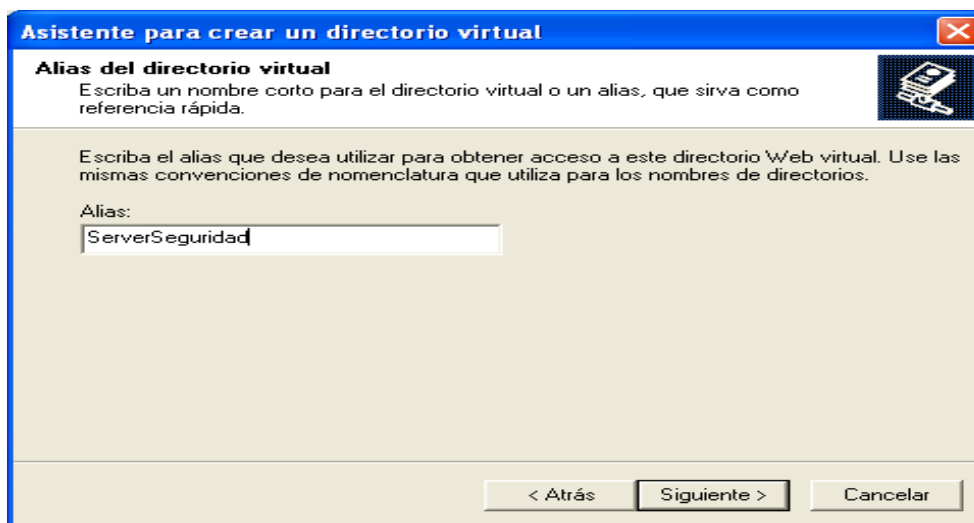 Asistente para crear un directorio virtual
Alias del directorio virtual
Escriba un nombre corto para el directorio virtual o un alias, que sirva como
referencia rápida.
Escriba el alias que desea utilizar para obtener acceso a este directorio Web virtual. Use las
mismas convenciones de nomenclatura que utiliza para los nombres de directorios.
Alias:
ServerSeguridad
< Atrás Siguiente > Cancelar